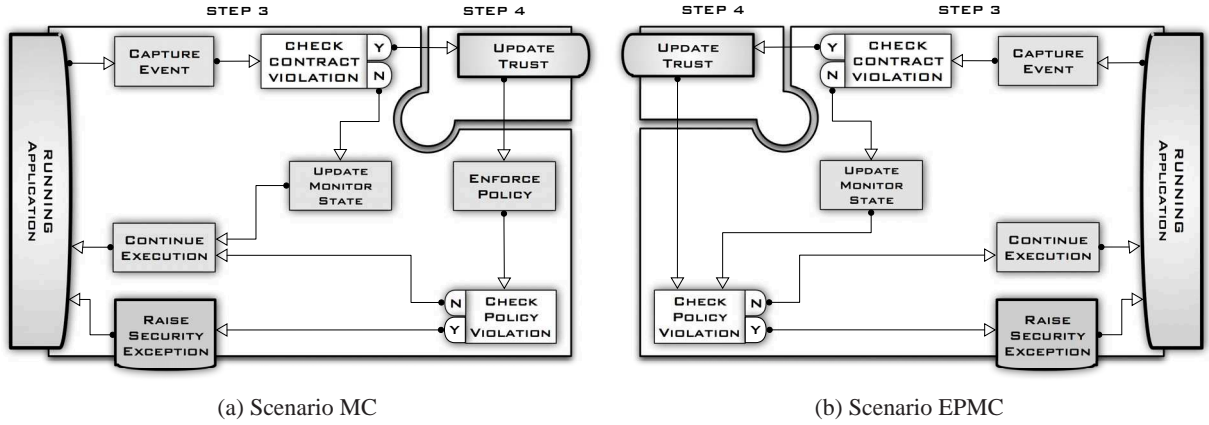 STEP 3
STEP 4
CAPTURE
EVENT
CHECK
CONTRACT
VIOLATION
Y
N
UPDATE
TRUST
RUNNING
APPLICATION
UPDATE
MONITOR
STATE
ENFORCE
POLICY
CONTINUE
EXECUTION
N
Y
CHECK
POLICY
VIOLATION
RAISE
SECURITY
EXCEPTION
(a) Scenario MC
STEP 4
STEP 3
UPDATE
TRUST
Y
N
CHECK
CONTRACT
VIOLATION
CAPTURE
EVENT
RUNNING
APPLICATION
UPDATE
MONITOR
STATE
CONTINUE
EXECUTION
CHECK
POLICY
VIOLATION
N
Y
RAISE
SECURITY
EXCEPTION
(b) Scenario EPMC